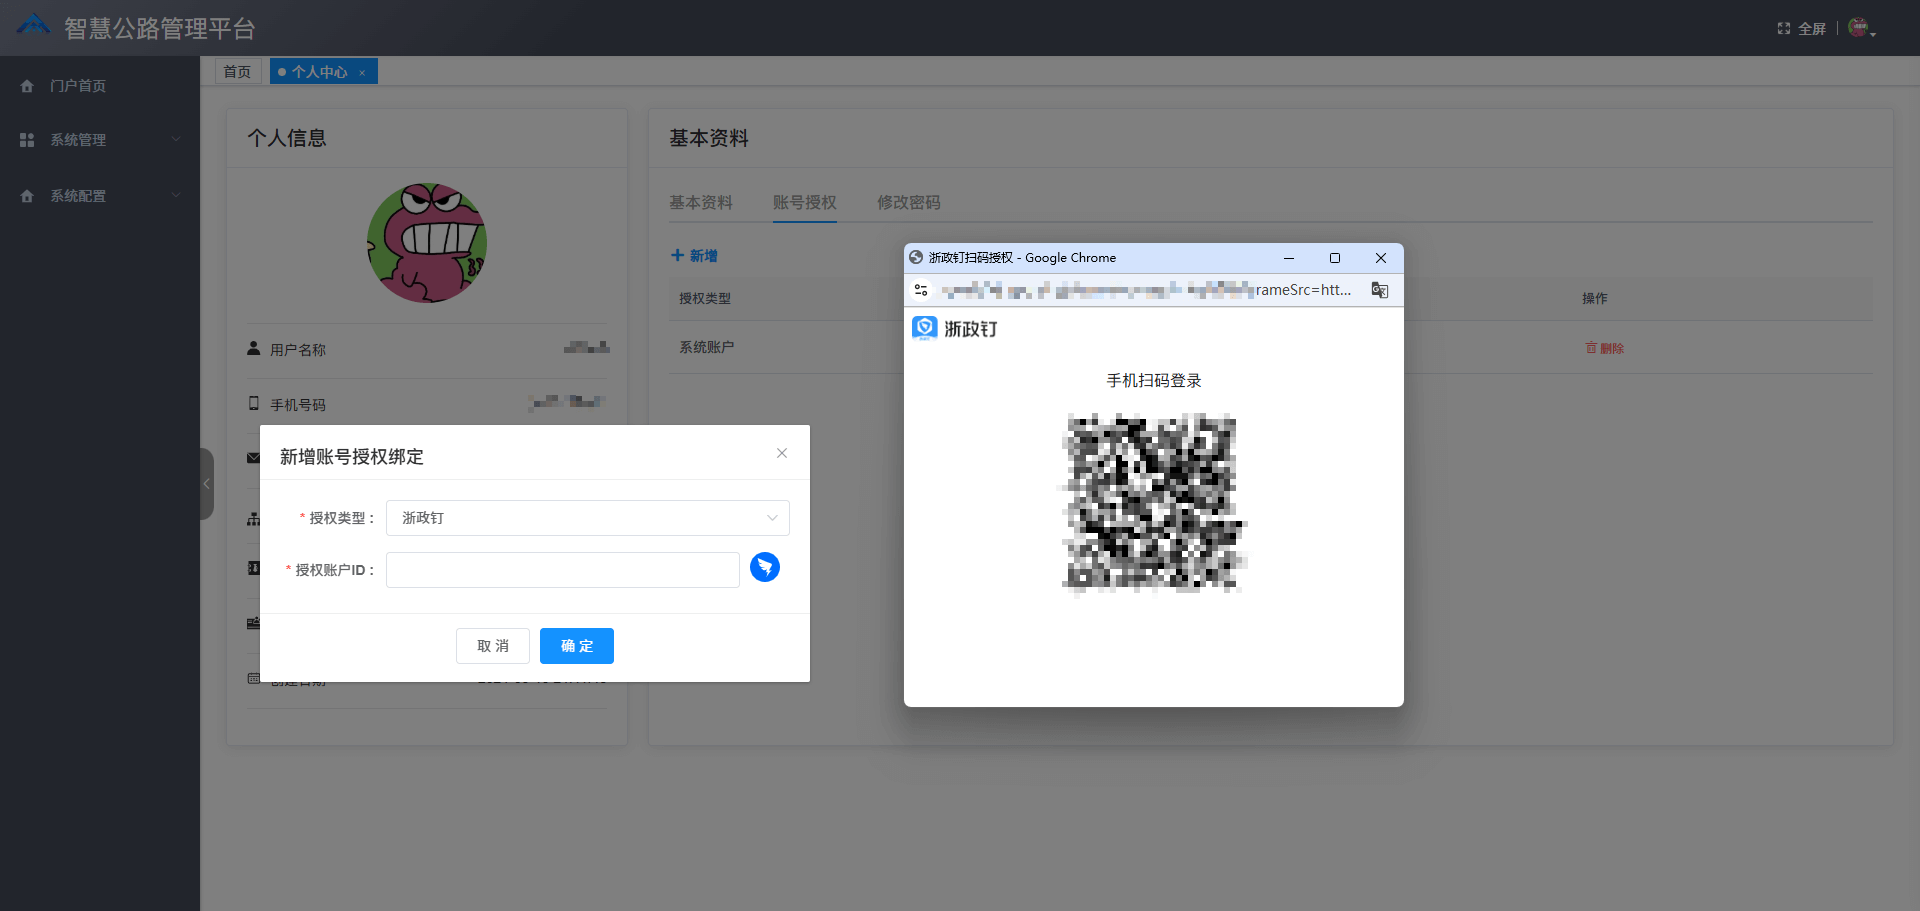 智慧公路管理平台
全屏
门户首页
系统管理
系统配置
首页
个人中心 ×
个人信息
用户名称
手机号码
基本资料
基本资料 账号授权 修改密码
+ 新增
授权类型 操作
系统账户 删除
新增账号授权绑定
* 授权类型： 浙政钉
* 授权账户ID：
取 消 确 定
浙政钉扫码授权 - Google Chrome
rameSrc=htt...
浙政钉
手机扫码登录